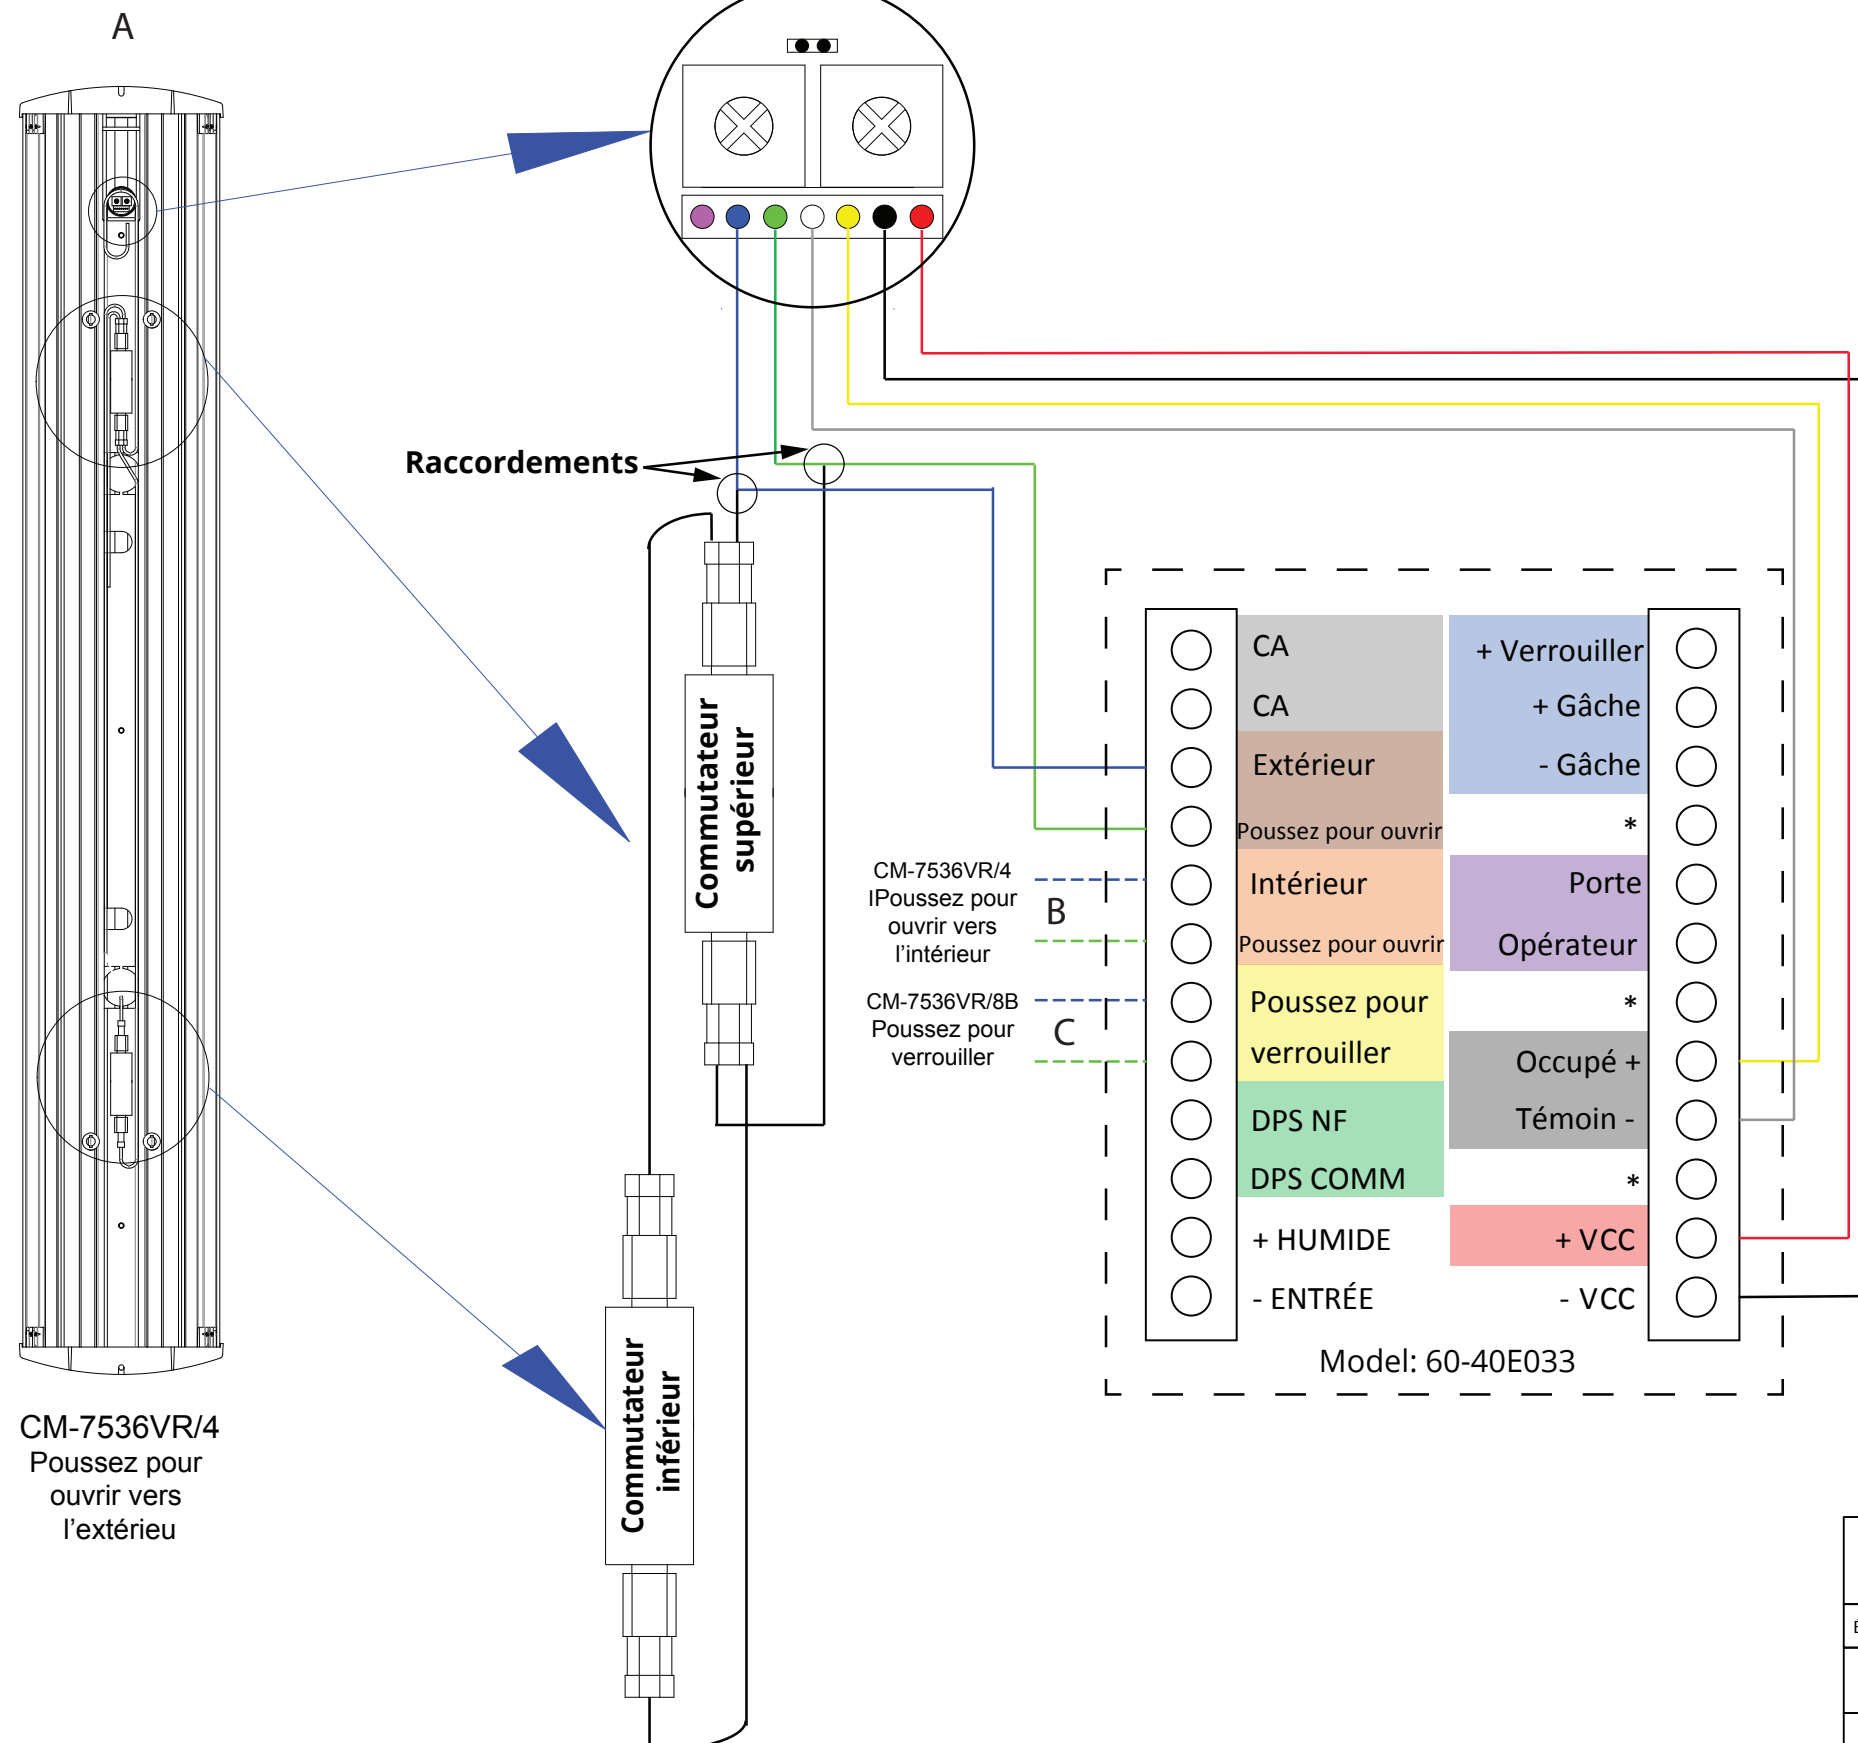 A
Raccordements
Commutateur
supérieur
Commutateur
inférieur
CM-7536VR/4
Poussez pour
ouvrir vers
l'extérieu
CM-7536VR/4
IPoussez pour
ouvrir vers
l'intérieur
B
CM-7536VR/8B
Poussez pour
verrouiller
C
CA
CA
Extérieur
Poussez pour ouvrir
Intérieur
Poussez pour ouvrir
Poussez pour
verrouiller
DPS NF
DPS COMM
+ HUMIDE
- ENTRÉE
+ Verrouiller
+ Gâche
- Gâche
*
Porte
Opérateur
*
Occupé +
Témoin -
*
+ VCC
- VCC
Model: 60-40E033